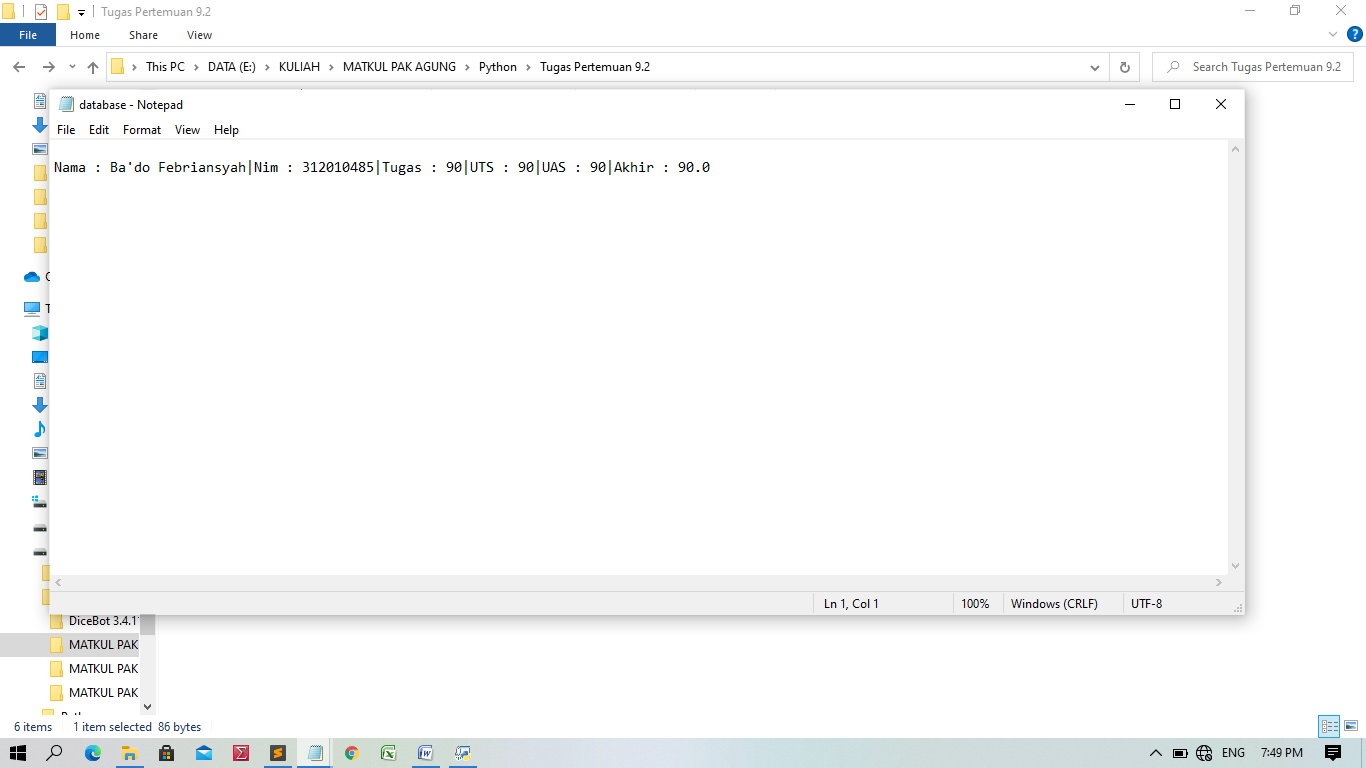 Tugas Pertemuan 9.2
File Home Share View
This PC > DATA (E:) > KULIAH > MATKUL PAK AGUNG > Python > Tugas Pertemuan 9.2
Search Tugas Pertemuan 9.2
database - Notepad
File Edit Format View Help
Nama : Ba'do Febriansyah|Nim : 312010485|Tugas : 90|UTS : 90|UAS : 90|Akhir : 90.0
Ln 1, Col 1
100%
Windows (CRLF)
UTF-8
DiceBot 3.4.1
MATKUL PAK
MATKUL PAK
MATKUL PAK
6 items 1 item selected 86 bytes
ENG 7:49 PM